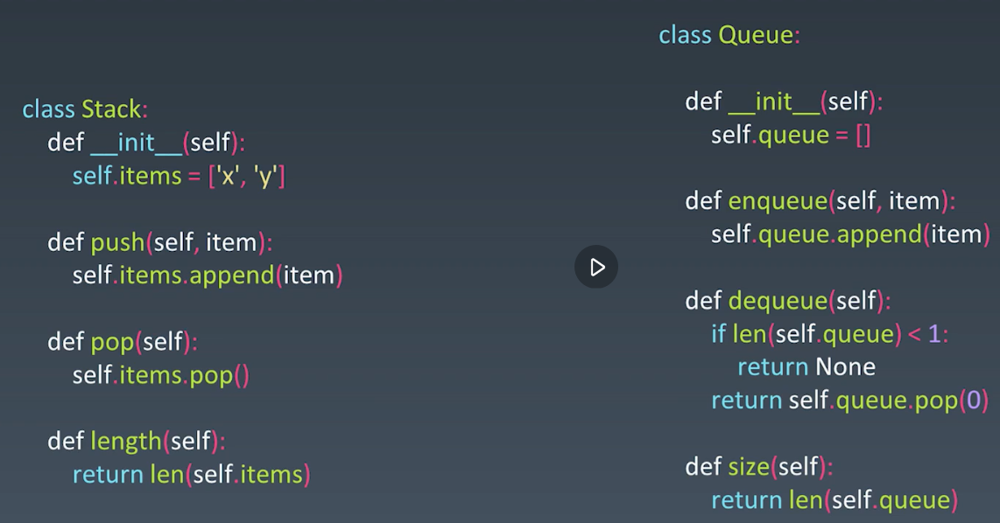 class Stack:
    def __init__(self):
        self.items = ['x', 'y']
    def push(self, item):
        self.items.append(item)
    def pop(self):
        self.items.pop()
    def length(self):
        return len(self.items)
class Queue:
    def __init__(self):
        self.queue = []
    def enqueue(self, item):
        self.queue.append(item)
    def dequeue(self):
        if len(self.queue) < 1:
            return None
        return self.queue.pop(0)
    def size(self):
        return len(self.queue)